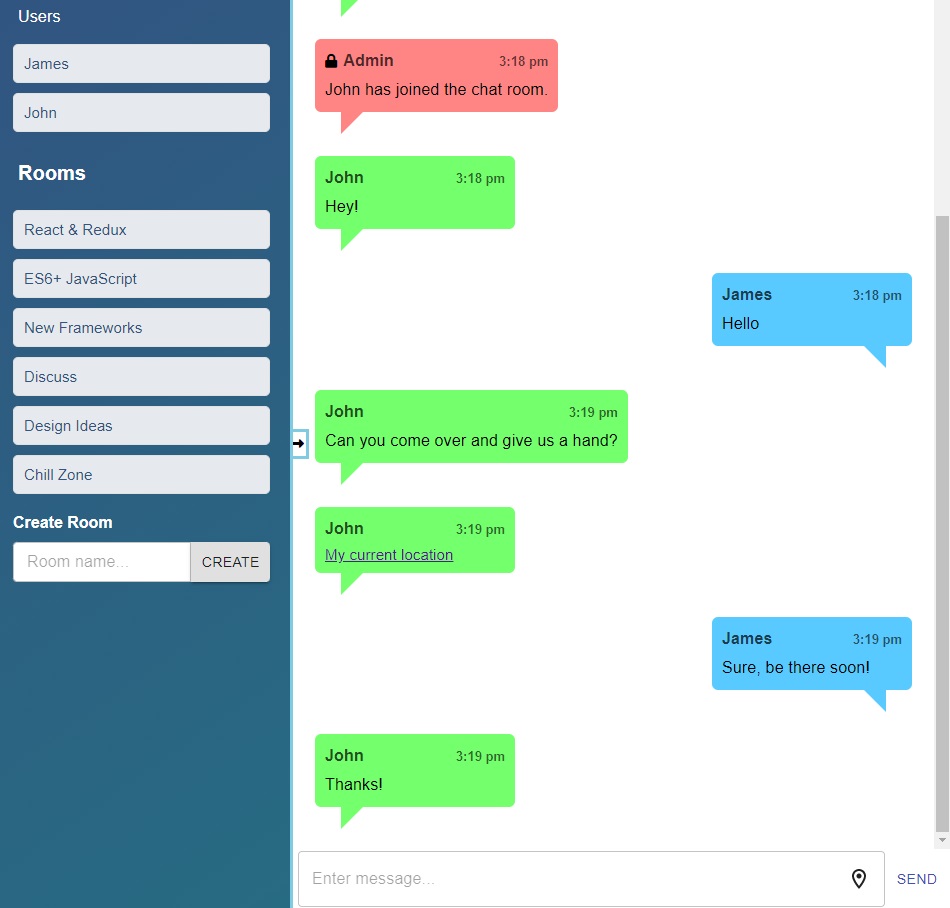 Users
James
John
Rooms
React & Redux
ES6+ JavaScript
New Frameworks
Discuss
Design Ideas
Chill Zone
Create Room
Room name...
CREATE
Admin 3:18 pm
John has joined the chat room.
John 3:18 pm
Hey!
James 3:18 pm
Hello
John 3:19 pm
Can you come over and give us a hand?
John 3:19 pm
My current location
James 3:19 pm
Sure, be there soon!
John 3:19 pm
Thanks!
Enter message...
SEND